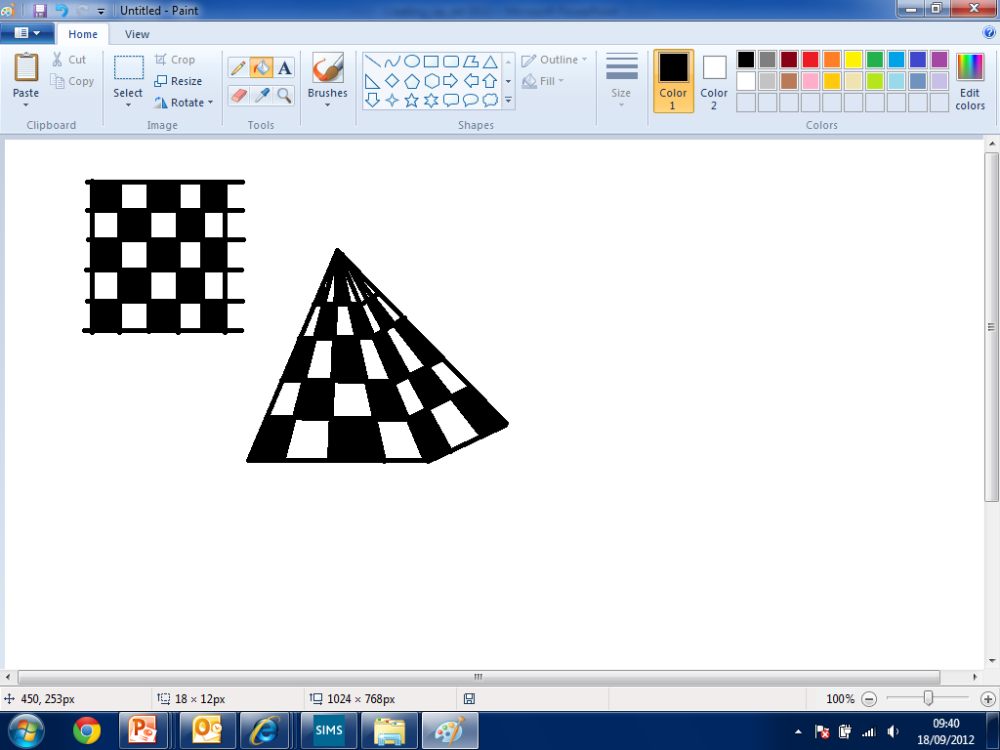 Untitled - Paint
Home View
Paste
Cut
Copy
Clipboard
Select
Crop
Resize
Rotate
Image
A
Tools
Brushes
Outline
Fill
Shapes
Size
Color
1
Color
2
Edit
colors
Colors
450, 253px
18 × 12px
1024 × 768px
100%
SIMS
09:40
18/09/2012